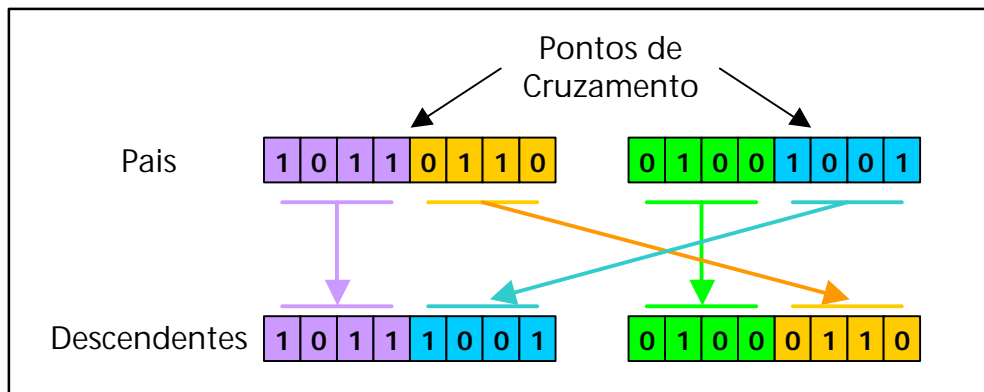 Pontos de
Cruzamento
Pais
1 0 1 1 0 1 1 0
0 1 0 0 1 0 0 1
Descendentes
1 0 1 1 1 0 0 1
0 1 0 0 0 1 1 0